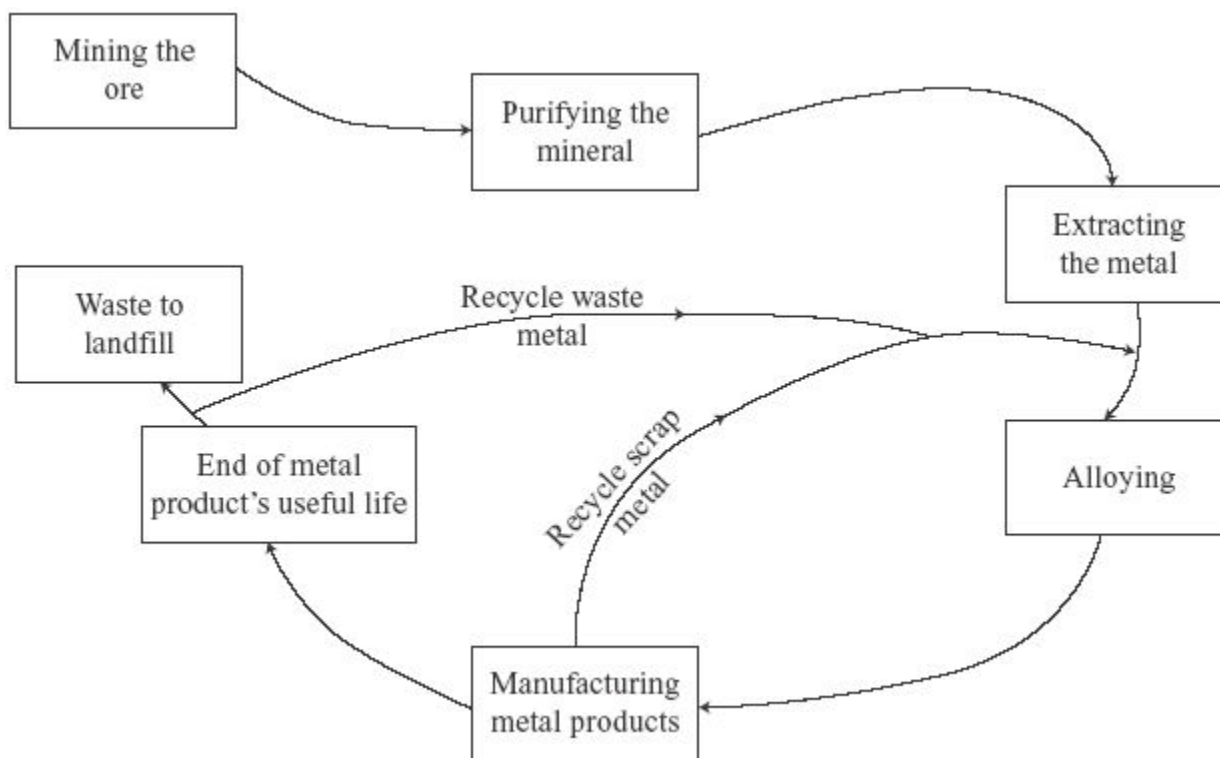 Mining the
ore
Purifying the
mineral
Extracting
the metal
Waste to
landfill
Recycle waste
metal
End of metal
product's useful life
Recycle scrap
metal
Alloying
Manufacturing
metal products